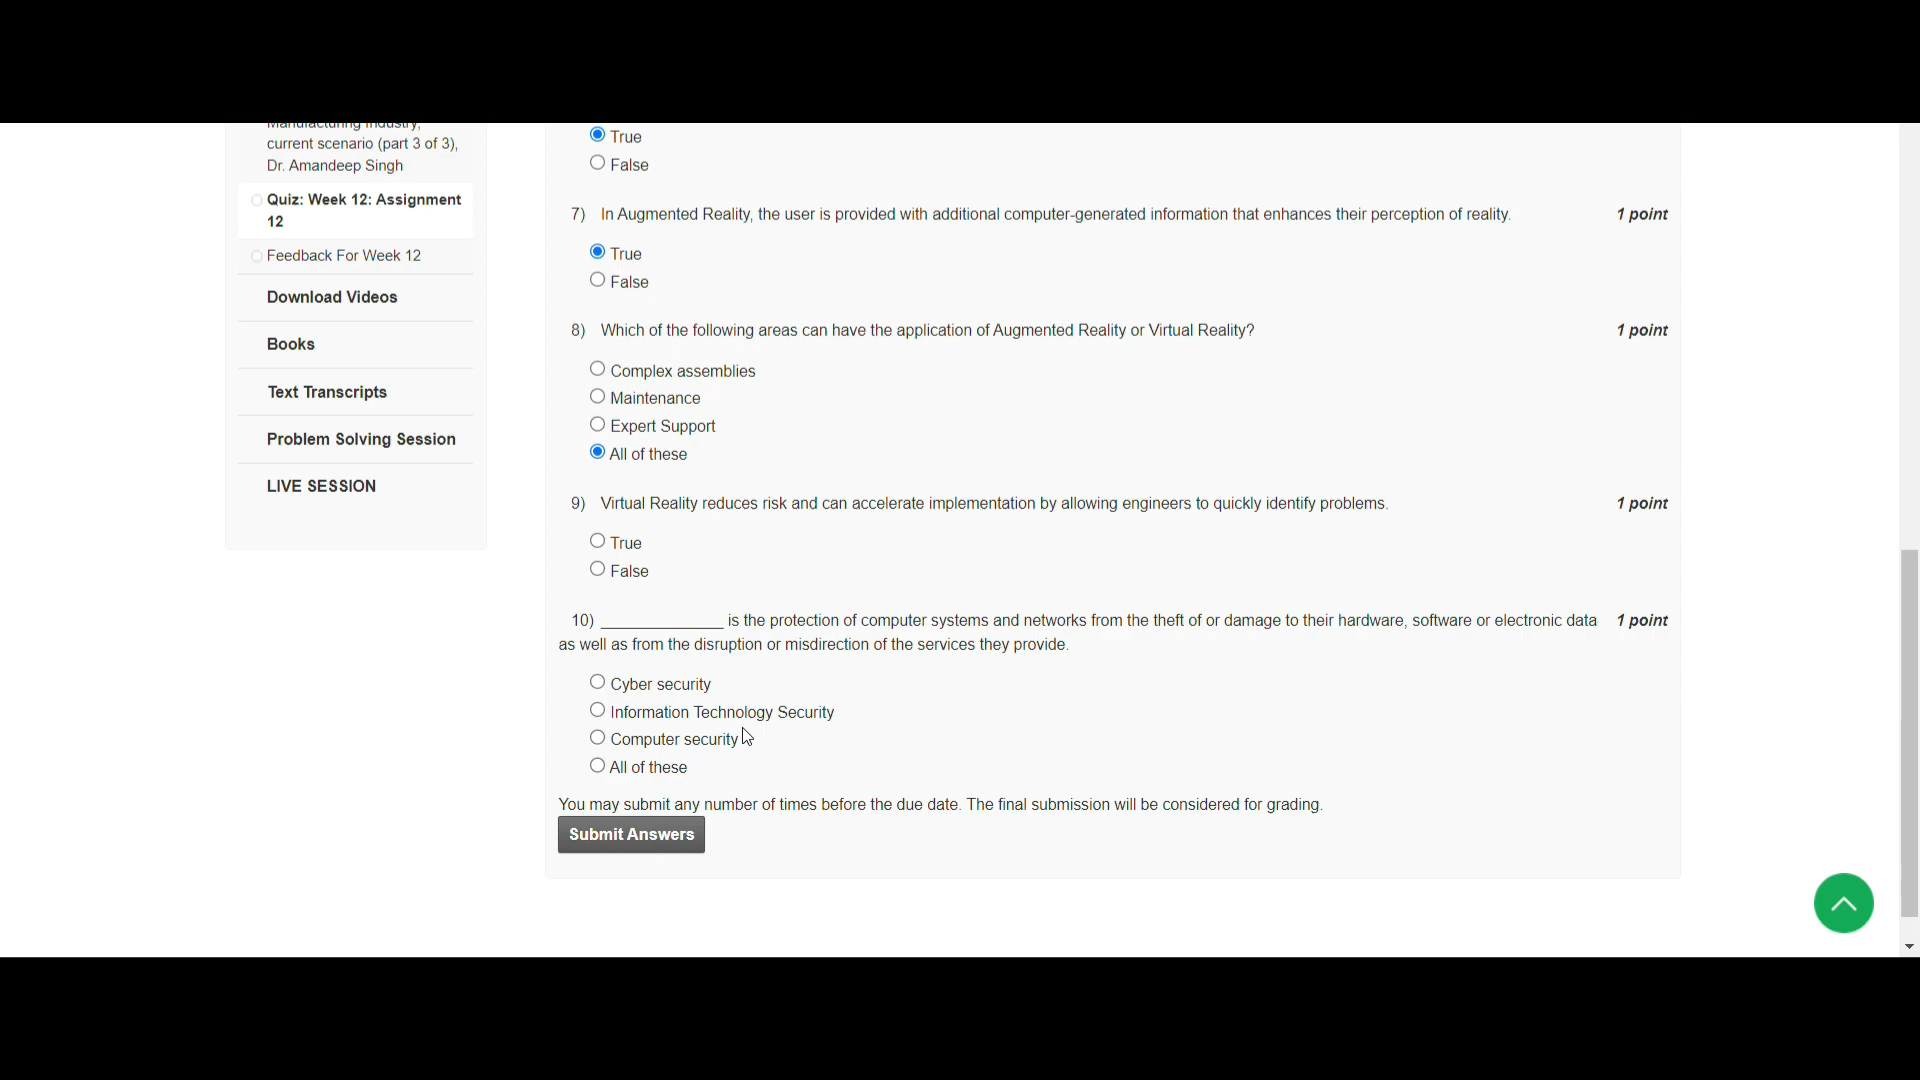 Manufacturing Industry,
current scenario (part 3 of 3),
Dr. Amandeep Singh
Quiz: Week 12: Assignment
12
Feedback For Week 12
Download Videos
Books
Text Transcripts
Problem Solving Session
LIVE SESSION
True
False
7) In Augmented Reality, the user is provided with additional computer-generated information that enhances their perception of reality. 1 point
True
False
8) Which of the following areas can have the application of Augmented Reality or Virtual Reality? 1 point
Complex assemblies
Maintenance
Expert Support
All of these
9) Virtual Reality reduces risk and can accelerate implementation by allowing engineers to quickly identify problems. 1 point
True
False
10) ______________ is the protection of computer systems and networks from the theft of or damage to their hardware, software or electronic data 1 point
as well as from the disruption or misdirection of the services they provide.
Cyber security
Information Technology Security
Computer security
All of these
You may submit any number of times before the due date. The final submission will be considered for grading.
Submit Answers